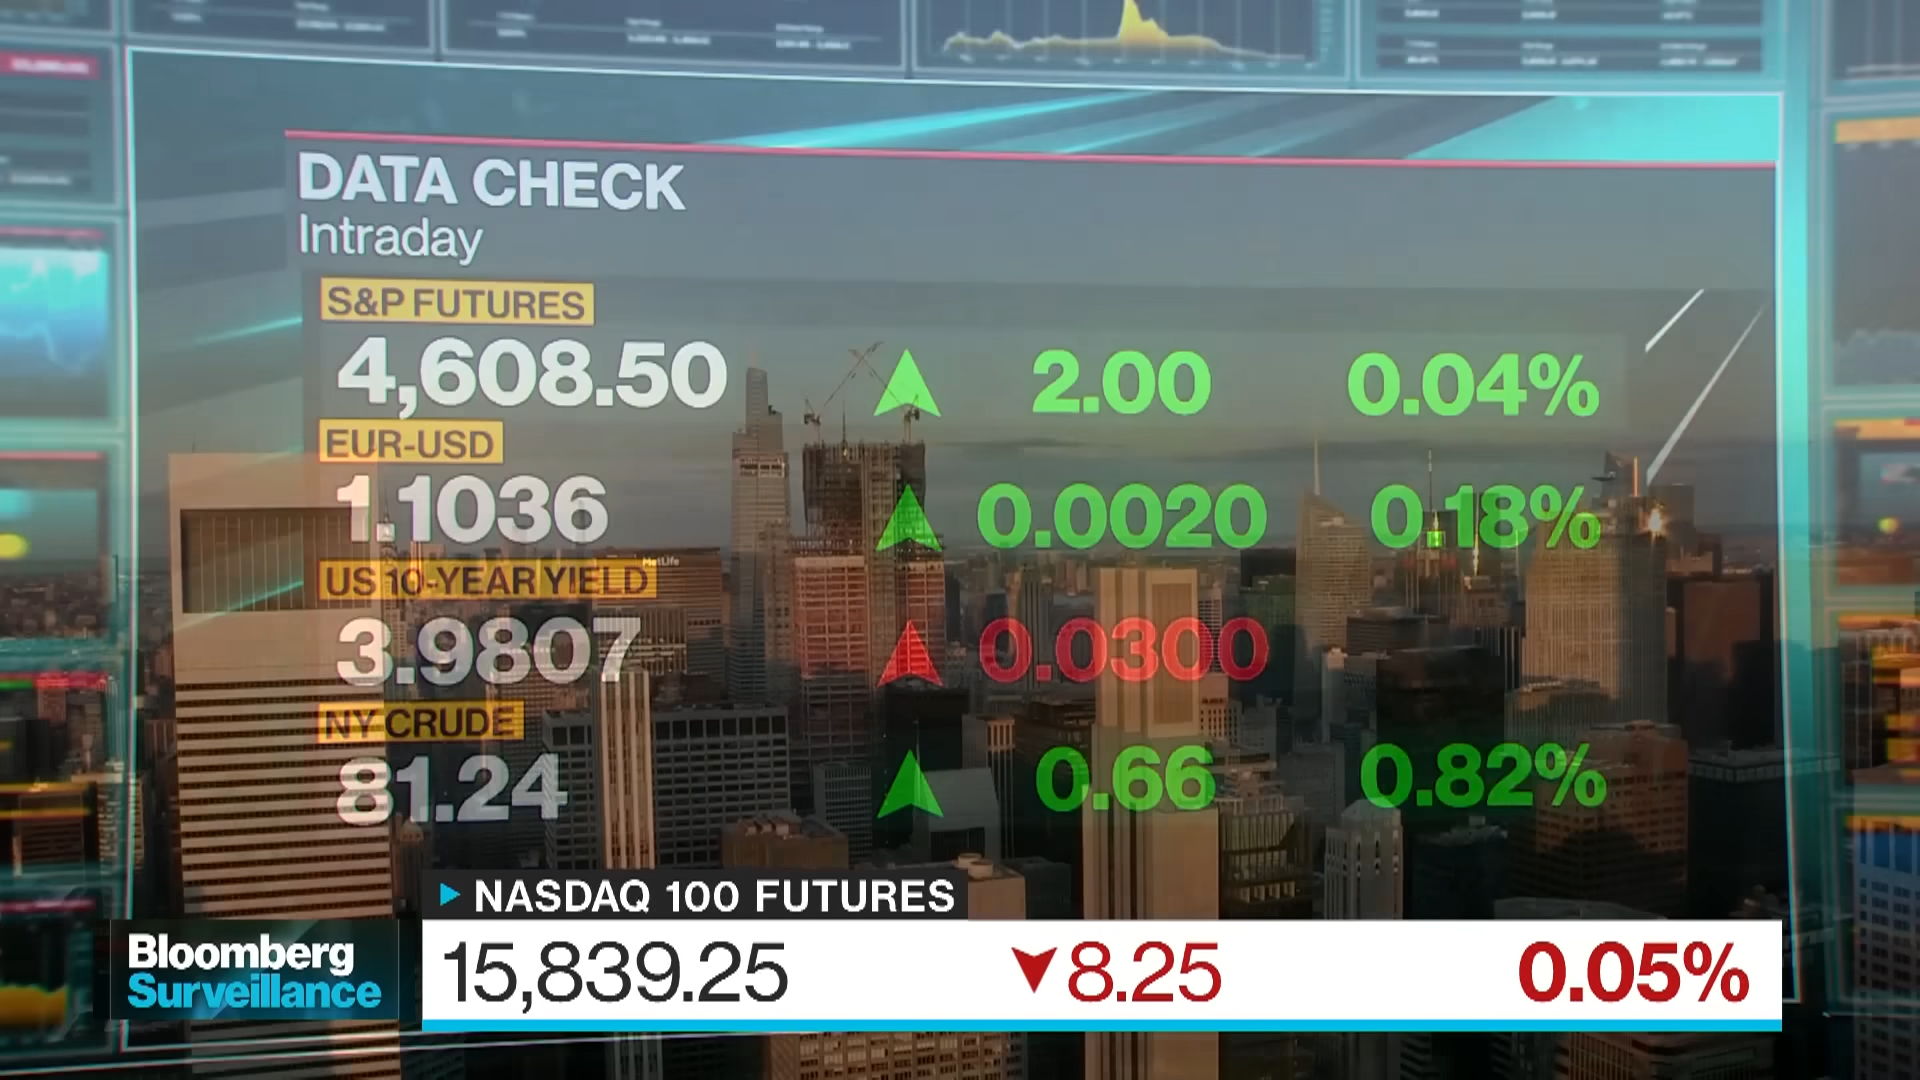 DATA CHECK
Intraday
S&P FUTURES
4,608.50 ▲ 2.00 0.04%
EUR-USD
1.1036 ▲ 0.0020 0.18%
US 10-YEAR YIELD
MetLife
3.9807 ▲ 0.0300
NY CRUDE
81.24 ▲ 0.66 0.82%
NASDAQ 100 FUTURES
15,839.25 ▼ 8.25 0.05%
Bloomberg
Surveillance